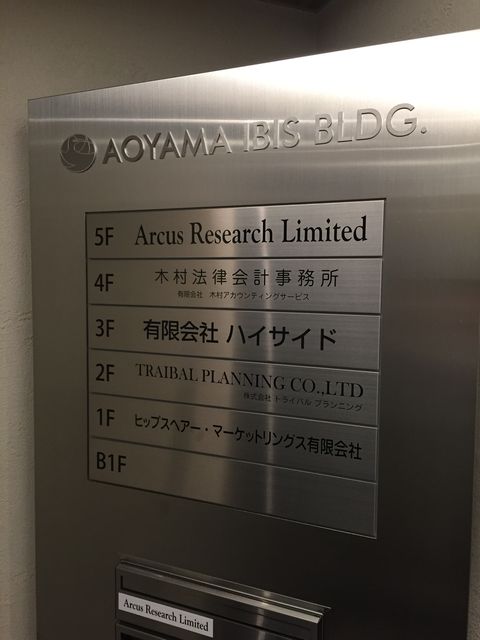 AOYAMA IBIS BLDG.
5F Arcus Research Limited
4F 木村法律会計事務所
有限会社 木村アカウンティングサービス
3F 有限会社 ハイサイド
2F TRAIBAL PLANNING CO.,LTD
株式会社 トライバル プランニング
1F ヒップスヘアー・マーケットリングス有限会社
B1F
Arcus Research Limited